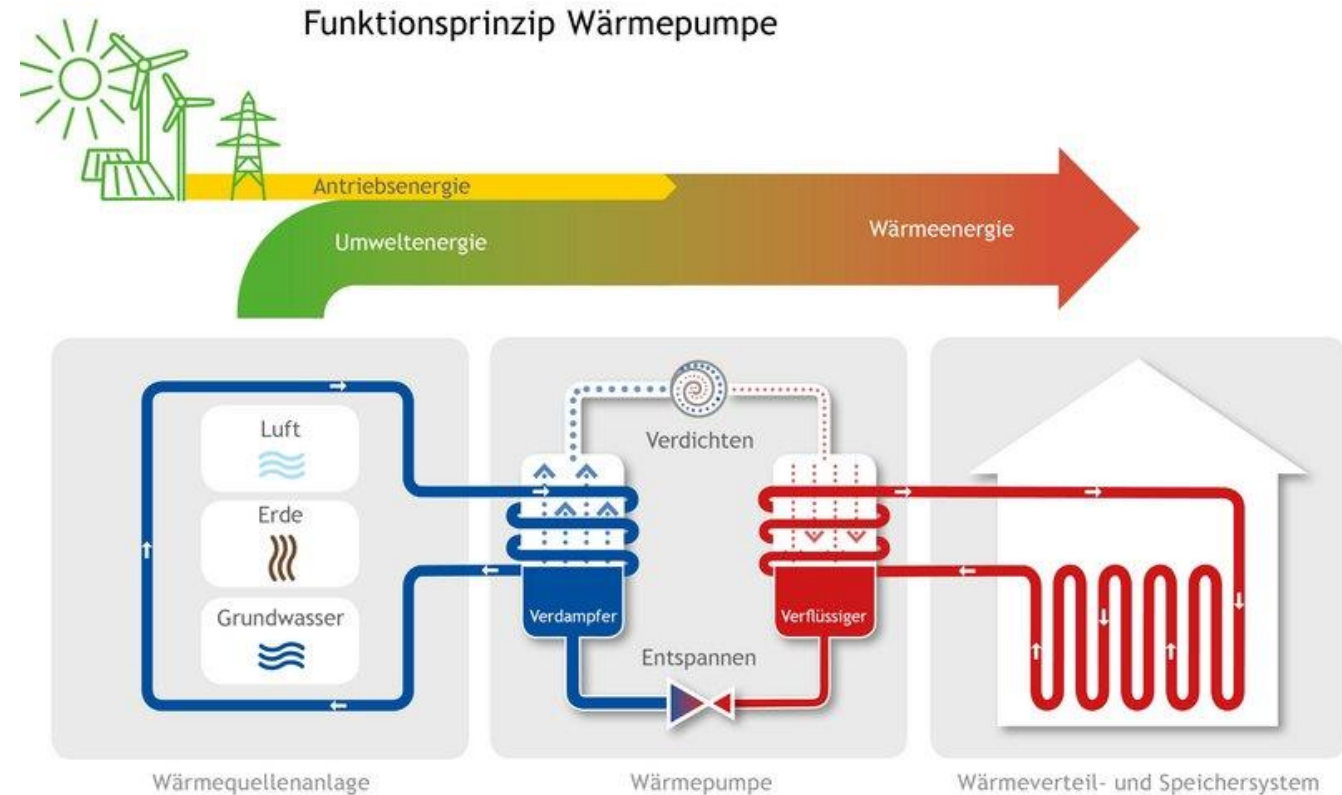 Funktionsprinzip Wärmepumpe
Antriebsenergie
Umweltenergie
Wärmeenergie
Luft
Erde
Grundwasser
Verdichten
Verdampfer
Verflüssiger
Entspannen
Wärmequellenanlage
Wärmepumpe
Wärmeverteil- und Speichersystem